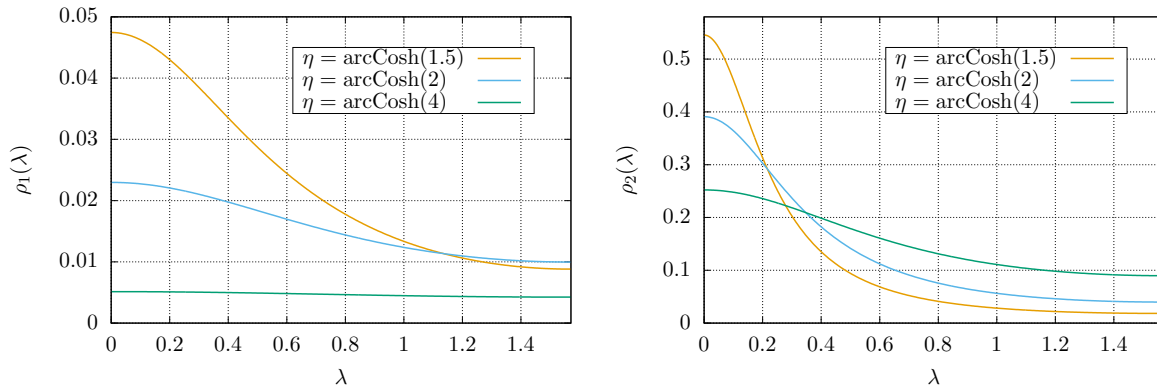 0.05
0.04
0.03
0.02
0.01
0
ρ₁(λ)
η = arcCosh(1.5)
η = arcCosh(2)
η = arcCosh(4)
0 0.2 0.4 0.6 0.8 1 1.2 1.4
λ
0.5
0.4
0.3
0.2
0.1
0
ρ₂(λ)
η = arcCosh(1.5)
η = arcCosh(2)
η = arcCosh(4)
0 0.2 0.4 0.6 0.8 1 1.2 1.4
λ